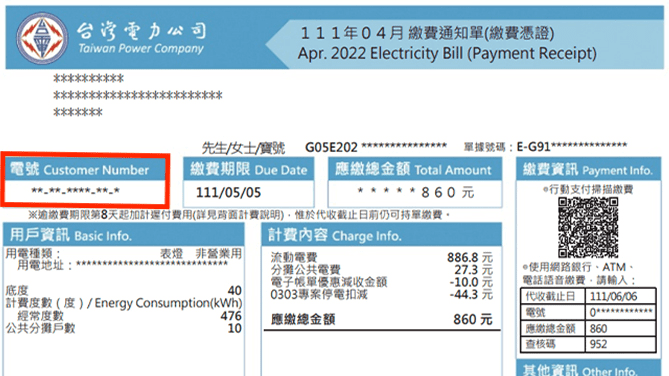 台灣電力公司
Taiwan Power Company
111年04月 繳費通知單(繳費憑證)
Apr. 2022 Electricity Bill (Payment Receipt)
**********
************************
*******
先生/女士/寶號 G05E202 ************** 單據號碼：E-G91**************
電號 Customer Number
**-**-****-**-*
繳費期限 Due Date
111/05/05
應繳總金額 Total Amount
*****860 元
繳費資訊 Payment Info.
⊙行動支付掃描繳費
※逾繳費期限第8天起加計遲付費用(詳見背面計費說明)，惟於代收截止日前仍可持單繳費。
用戶資訊 Basic Info.
用電種類： 表燈 非營業用
用電地址：**************************
底度 40
計費度數（度）/ Energy Consumption(kWh)
經常度數 476
公共分攤戶數 10
計費內容 Charge Info.
流動電費 886.8 元
分攤公共電費 27.3 元
電子帳單優惠減收金額 -10.0 元
0303專案停電扣減 -44.3 元
應繳總金額 860 元
⊙使用網路銀行、ATM、
電話語音繳費，請輸入：
代收截止日 111/06/06
電號 0************
應繳總金額 860
查核碼 952
其他資訊 Other Info.